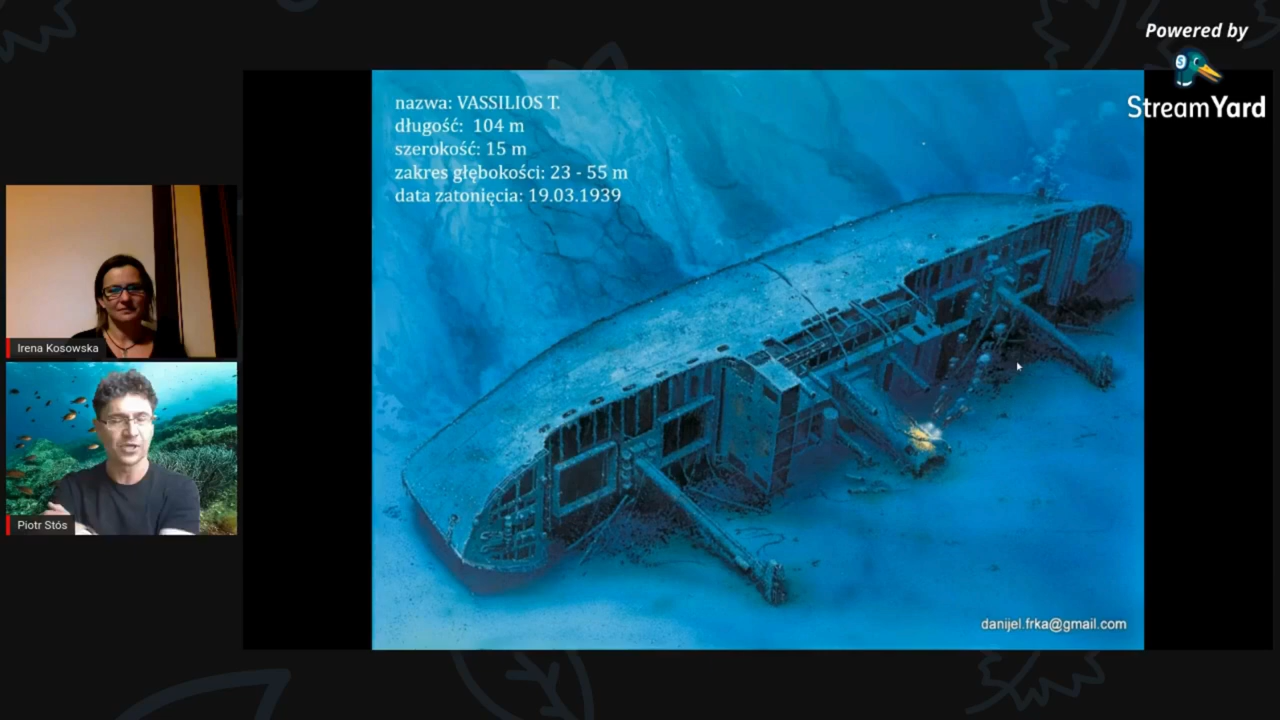 Powered by
StreamYard
nazwa: VASSILIOS T.
długość: 104 m
szerokość: 15 m
zakres głębokości: 23 - 55 m
data zatonięcia: 19.03.1939
Irena Kosowska
Piotr Stós
danijel.frka@gmail.com